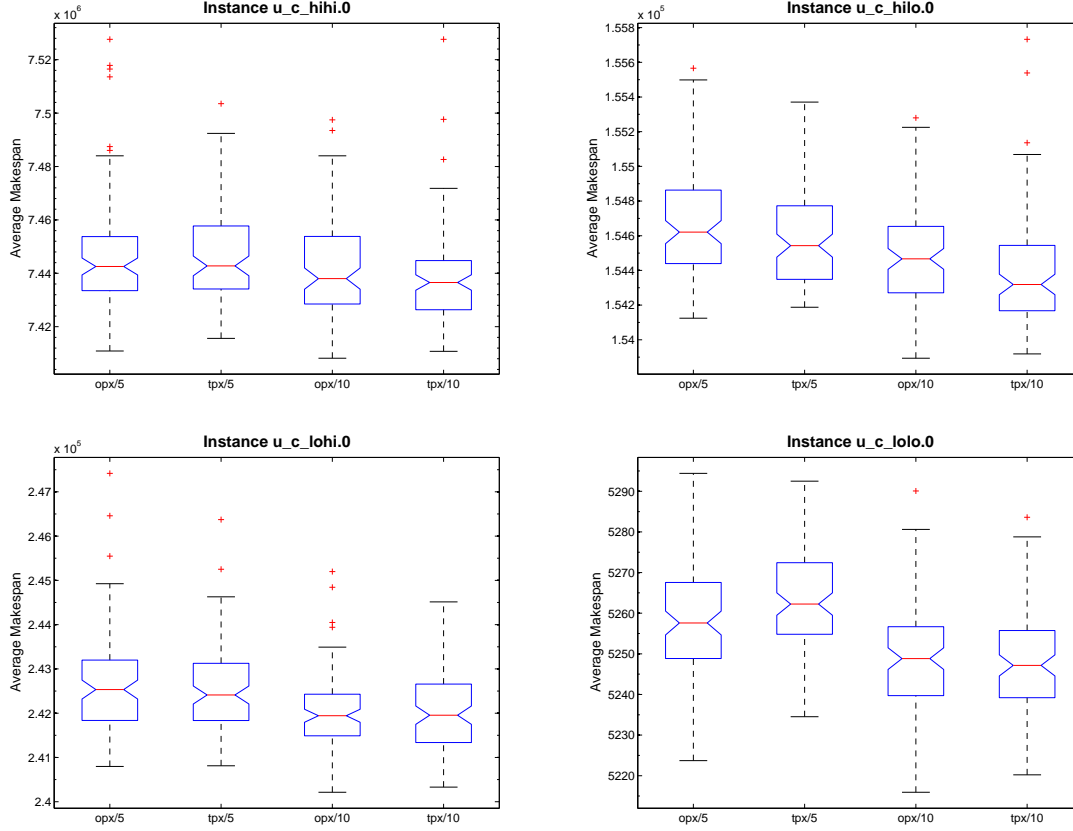 Instance u_c_hihi.0
x 10^6
Average Makespan
7.52
7.5
7.48
7.46
7.44
7.42
opx/5 tpx/5 opx/10 tpx/10
Instance u_c_hilo.0
x 10^5
Average Makespan
1.558
1.556
1.554
1.552
1.55
1.548
1.546
1.544
1.542
1.54
opx/5 tpx/5 opx/10 tpx/10
Instance u_c_lohi.0
x 10^5
Average Makespan
2.47
2.46
2.45
2.44
2.43
2.42
2.41
2.4
opx/5 tpx/5 opx/10 tpx/10
Instance u_c_lolo.0
Average Makespan
5290
5280
5270
5260
5250
5240
5230
5220
opx/5 tpx/5 opx/10 tpx/10